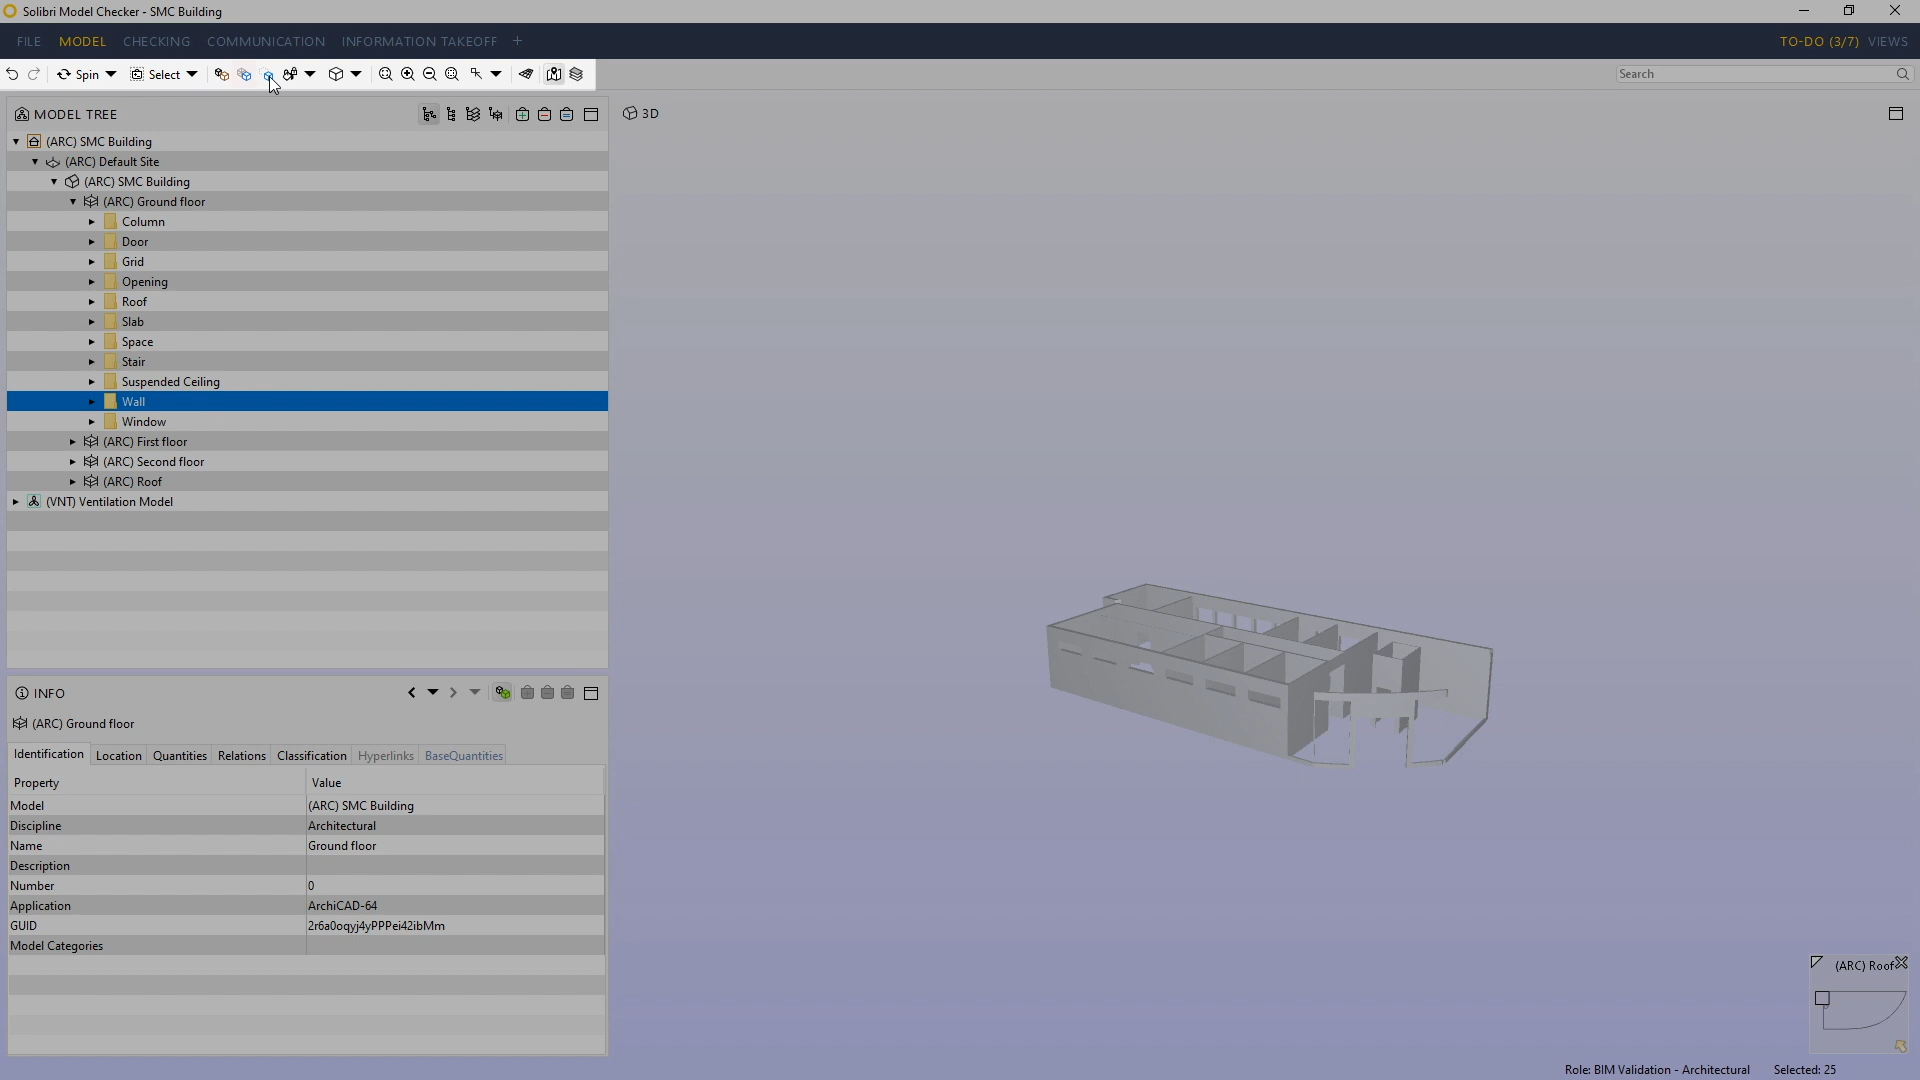 Solibri Model Checker - SMC Building
FILE MODEL CHECKING COMMUNICATION INFORMATION TAKEOFF + TO-DO (3/7) VIEWS
Spin Select Search
MODEL TREE
3D
(ARC) SMC Building
(ARC) Default Site
(ARC) SMC Building
(ARC) Ground floor
Column
Door
Grid
Opening
Roof
Slab
Space
Stair
Suspended Ceiling
Wall
Window
(ARC) First floor
(ARC) Second floor
(ARC) Roof
(VNT) Ventilation Model
INFO
(ARC) Ground floor
Identification Location Quantities Relations Classification Hyperlinks BaseQuantities
Property Value
Model (ARC) SMC Building
Discipline Architectural
Name Ground floor
Description
Number 0
Application ArchiCAD-64
GUID 2r6a0oqyj4yPPPei42ibMm
Model Categories
(ARC) Roof
Role: BIM Validation - Architectural Selected: 25